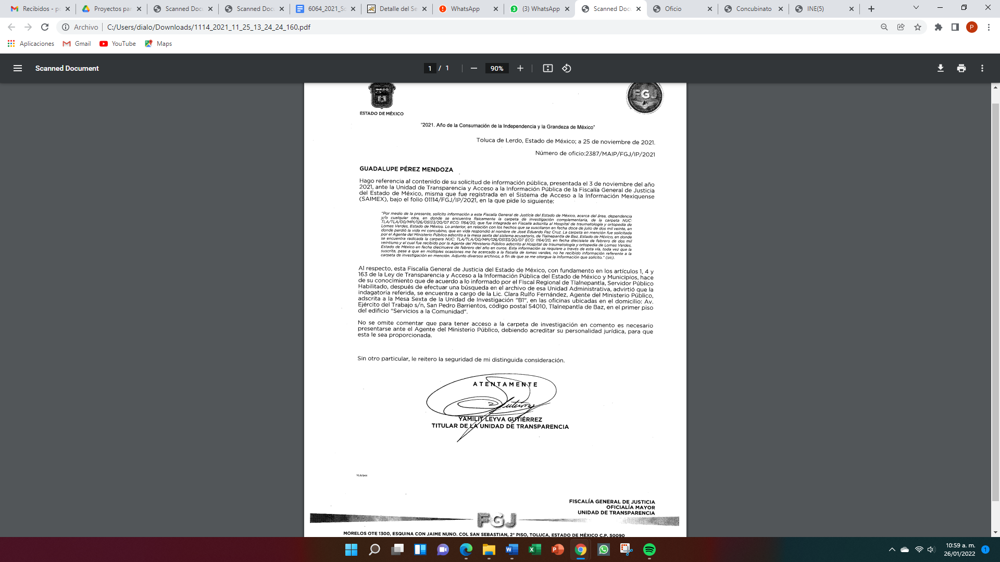 Recibidos - po
Proyectos par
Scanned Docu
Scanned Docu
6064_2021_So
Detalle del Se
WhatsApp
(3) WhatsApp
Scanned Docu
Oficio
Concubinato
INE(5)
Archivo C:/Users/dialo/Downloads/1114_2021_11_25_13_24_24_160.pdf
P
Aplicaciones Gmail YouTube Maps
Scanned Document 1 / 1 90%
FGJ
ESTADO DE MÉXICO
"2021. Año de la Consumación de la Independencia y la Grandeza de México"
Toluca de Lerdo, Estado de México; a 25 de noviembre de 2021.
Número de oficio:2387/MAIP/FGJ/IP/2021
GUADALUPE PÉREZ MENDOZA
Hago referencia al contenido de su solicitud de información pública, presentada el 3 de noviembre del año
2021, ante la Unidad de Transparencia y Acceso a la Información Pública de la Fiscalía General de Justicia
del Estado de México, misma que fue registrada en el Sistema de Acceso a la Información Mexiquense
(SAIMEX), bajo el folio 01114/FGJ/IP/2021, en la que pide lo siguiente:
"Por medio de la presente, solicito información a esta Fiscalía General de Justicia del Estado de México, acerca del área, dependencia
y/o cualquier otra, en donde se encuentra físicamente la carpeta de investigación complementaria, de la carpeta NUC:
TLA/TLA/00/MPI/126/05133/20/07 ECO: 1164/20, que fue integrada en Fiscalía adscrita al Hospital de traumatología y ortopedia de
Lomas Verdes, Estado de México. Lo anterior, en relación con los hechos que se suscitaron en fecha doce de julio de dos mil veinte, en
donde perdió la vida mi concubino, que en vida respondió al nombre de José Eduardo Paz Cruz. La carpeta en mención fue solicitada
por el Agente del Ministerio Público adscrito a la mesa sexta del sistema acusatorio, de Tlalnepantla de Baz, Estado de México, en donde
se encuentra radicada la carpera NUC: TLA/TLA/00/MPI/126/05133/20/07 ECO: 1164/20, en fecha diecisiete de febrero de dos mil
veintiuno y el cual fue recibido por la Agente del Ministerio Público adscrito al Hospital de traumatología y ortopedia de Lomas Verdes,
Estado de México en fecha diecinueve de febrero del año en curos. Esta información se requiere a través de esta vía, toda vez que la
suscrita, pese a que en múltiples ocasiones me he acercado a la fiscalía de lomas verdes, no he recibido información referente a la
carpeta de investigación en mención. Adjunto diversos archivos, a fin de que se me otorgue la información que solicito." (sic).
Al respecto, esta Fiscalía General de Justicia del Estado de México, con fundamento en los artículos 1, 4 y
163 de la Ley de Transparencia y Acceso a la Información Pública del Estado de México y Municipios, hace
de su conocimiento que de acuerdo a lo informado por el Fiscal Regional de Tlalnepantla, Servidor Público
Habilitado, después de efectuar una búsqueda en el archivo de esa Unidad Administrativa, advirtió que la
indagatoria referida, se encuentra a cargo de la Lic. Clara Rulfo Fernández, Agente del Ministerio Público,
adscrita a la Mesa Sexta de la Unidad de Investigación "B1", en las oficinas ubicadas en el domicilio: Av.
Ejército del Trabajo s/n, San Pedro Barrientos, código postal 54010, Tlalnepantla de Baz, en el primer piso
del edificio "Servicios a la Comunidad".
No se omite comentar que para tener acceso a la carpeta de investigación en comento es necesario
presentarse ante el Agente del Ministerio Público, debiendo acreditar su personalidad jurídica, para que
esta le sea proporcionada.
Sin otro particular, le reitero la seguridad de mi distinguida consideración.
ATENTAMENTE
YAMILIT LEYVA GUTIÉRREZ
TITULAR DE LA UNIDAD DE TRANSPARENCIA
YLG/pcs
FISCALÍA GENERAL DE JUSTICIA
OFICIALÍA MAYOR
UNIDAD DE TRANSPARENCIA
FGJ
MORELOS OTE 1300, ESQUINA CON JAIME NUNO. COL SAN SEBASTIAN, 2º PISO, TOLUCA, ESTADO DE MÉXICO C.P. 50090
10:59 a. m.
26/01/2022
1